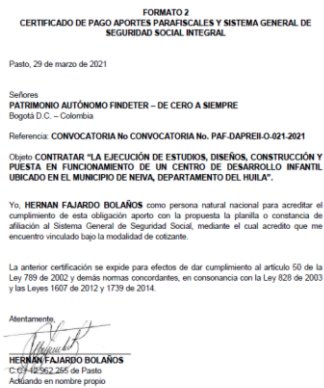 FORMATO 2
CERTIFICADO DE PAGO APORTES PARAFISCALES Y SISTEMA GENERAL DE
SEGURIDAD SOCIAL INTEGRAL
Pasto, 29 de marzo de 2021
Señores
PATRIMONIO AUTÓNOMO FINDETER – DE CERO A SIEMPRE
Bogotá D.C. – Colombia
Referencia: CONVOCATORIA No CONVOCATORIA No. PAF-DAPREII-O-021-2021
Objeto CONTRATAR “LA EJECUCIÓN DE ESTUDIOS, DISEÑOS, CONSTRUCCIÓN Y
PUESTA EN FUNCIONAMIENTO DE UN CENTRO DE DESARROLLO INFANTIL
UBICADO EN EL MUNICIPIO DE NEIVA, DEPARTAMENTO DEL HUILA”.
Yo, HERNAN FAJARDO BOLAÑOS como persona natural nacional para acreditar el
cumplimiento de esta obligación aporto con la propuesta la planilla o constancia de
afiliación al Sistema General de Seguridad Social, mediante el cual acredito que me
encuentro vinculado bajo la modalidad de cotizante.
La anterior certificación se expide para efectos de dar cumplimiento al artículo 50 de la
Ley 789 de 2002 y demás normas concordantes, en consonancia con la Ley 828 de 2003
y las Leyes 1607 de 2012 y 1739 de 2014.
Atentamente,
HERNÁN FAJARDO BOLAÑOS
C.C. 12.962.255 de Pasto
Actuando en nombre propio